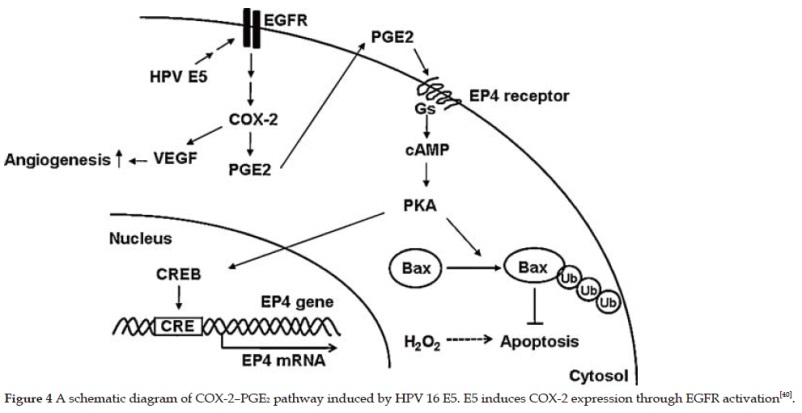 EGFR
PGE2
HPV E5
EP4 receptor
Gs
COX-2
cAMP
Angiogenesis ↑ VEGF
PGE2
PKA
Nucleus
Bax Bax
Ub
Ub
Ub
CREB
EP4 gene
CRE
H₂O₂ Apoptosis
EP4 mRNA
Cytosol
Figure 4 A schematic diagram of COX-2–PGE₂ pathway induced by HPV 16 E5. E5 induces COX-2 expression through EGFR activation[40].